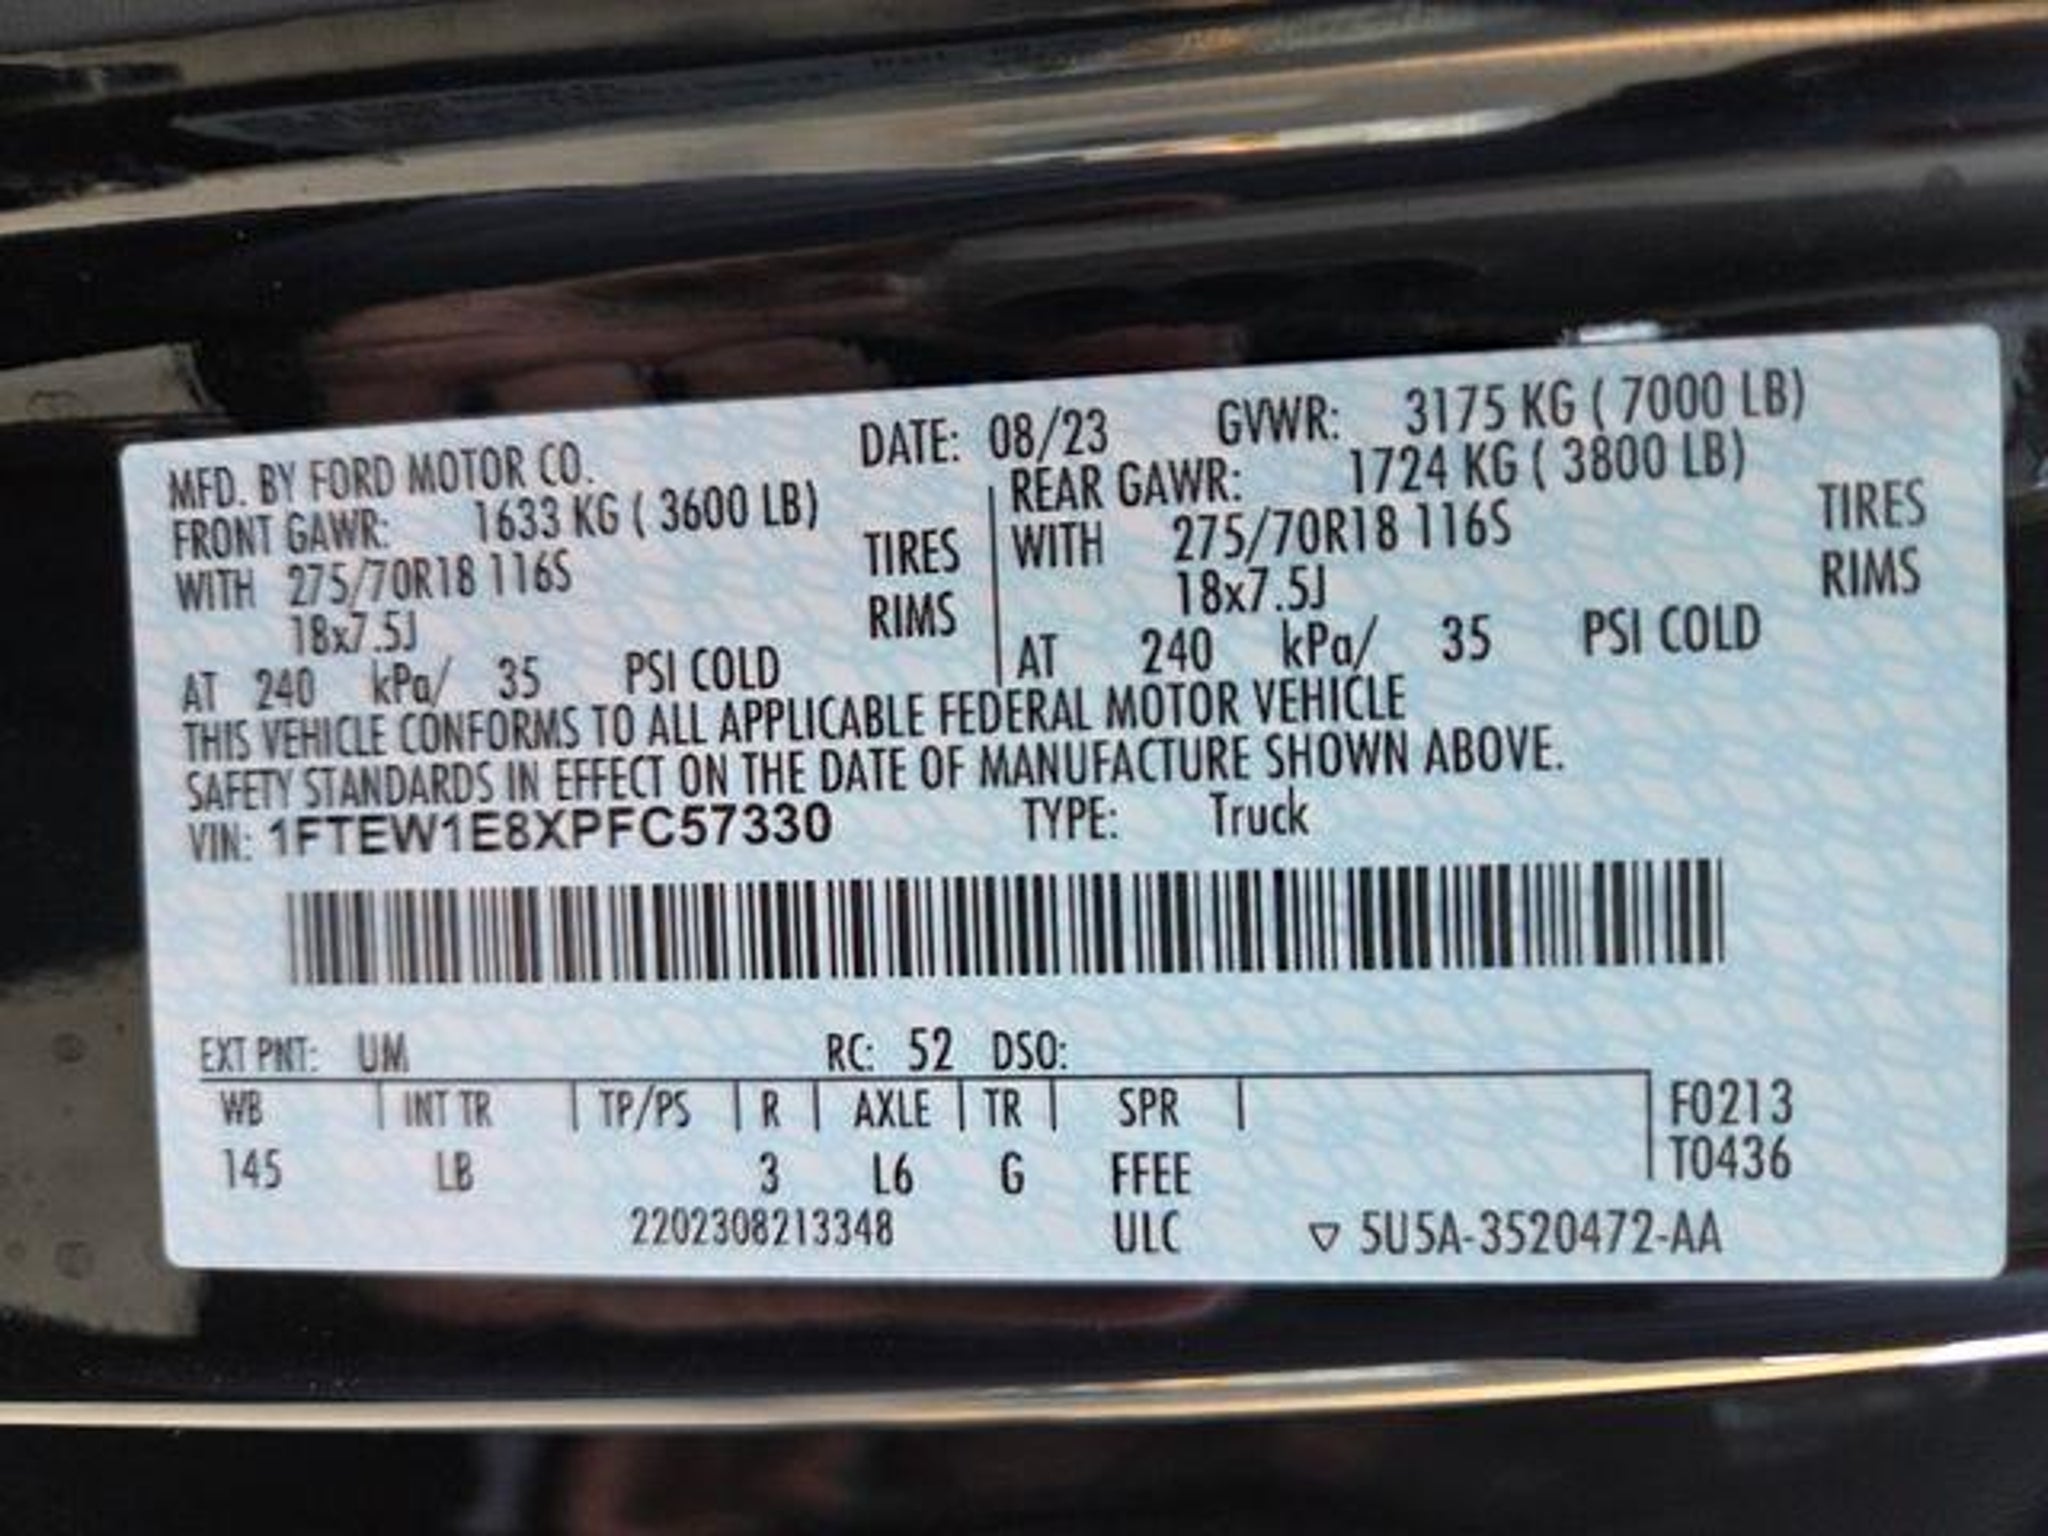 MFD. BY FORD MOTOR CO. DATE: 08/23 GVWR: 3175 KG ( 7000 LB)
FRONT GAWR: 1633 KG ( 3600 LB) REAR GAWR: 1724 KG ( 3800 LB)
WITH 275/70R18 116S TIRES WITH 275/70R18 116S TIRES
18x7.5J RIMS 18x7.5J RIMS
AT 240 kPa/ 35 PSI COLD AT 240 kPa/ 35 PSI COLD
THIS VEHICLE CONFORMS TO ALL APPLICABLE FEDERAL MOTOR VEHICLE
SAFETY STANDARDS IN EFFECT ON THE DATE OF MANUFACTURE SHOWN ABOVE.
VIN: 1FTEW1E8XPFC57330 TYPE: Truck
EXT PNT: UM RC: 52 DSO:
WB INT TR TP/PS R AXLE TR SPR F0213
145 LB 3 L6 G FFEE T0436
2202308213348 ULC ▽ 5U5A-3520472-AA